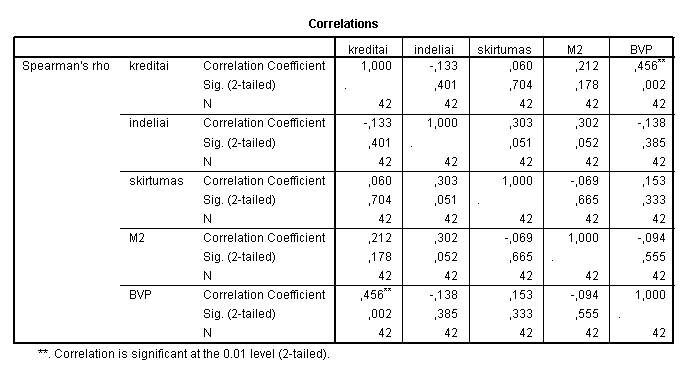 Correlations
kreditai indeliai skirtumas M2 BVP
Spearman's rho kreditai Correlation Coefficient 1,000 -,133 ,060 ,212 ,456**
Sig. (2-tailed) . ,401 ,704 ,178 ,002
N 42 42 42 42 42
indeliai Correlation Coefficient -,133 1,000 ,303 ,302 -,138
Sig. (2-tailed) ,401 . ,051 ,052 ,385
N 42 42 42 42 42
skirtumas Correlation Coefficient ,060 ,303 1,000 -,069 ,153
Sig. (2-tailed) ,704 ,051 . ,665 ,333
N 42 42 42 42 42
M2 Correlation Coefficient ,212 ,302 -,069 1,000 -,094
Sig. (2-tailed) ,178 ,052 ,665 . ,555
N 42 42 42 42 42
BVP Correlation Coefficient ,456** -,138 ,153 -,094 1,000
Sig. (2-tailed) ,002 ,385 ,333 ,555 .
N 42 42 42 42 42
**. Correlation is significant at the 0.01 level (2-tailed).